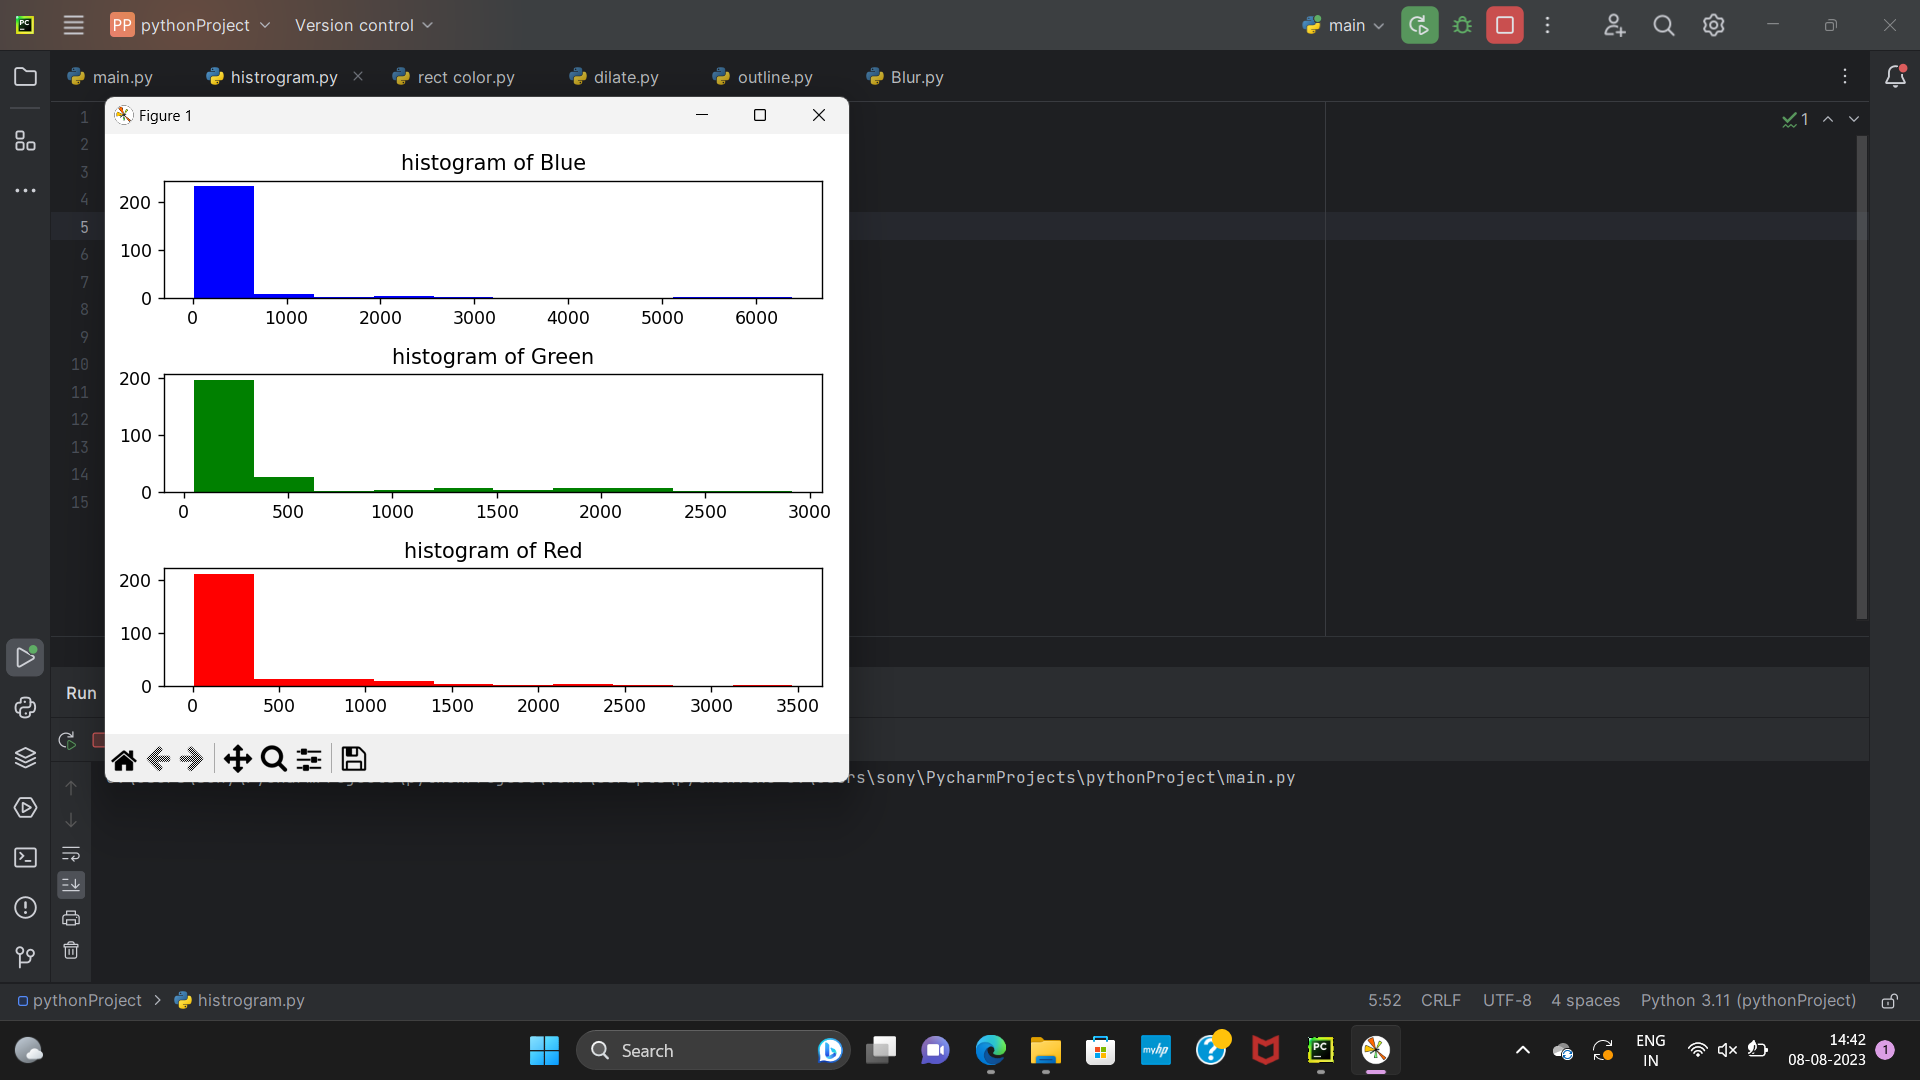 PC
PP pythonProject
Version control
main
main.py
histrogram.py
rect color.py
dilate.py
outline.py
Blur.py
Figure 1
1
1
2
3
4
5
6
7
8
9
10
11
12
13
14
15
histogram of Blue
200
100
0
0 1000 2000 3000 4000 5000 6000
histogram of Green
200
100
0
0 500 1000 1500 2000 2500 3000
histogram of Red
200
100
0
0 500 1000 1500 2000 2500 3000 3500
Run
\sony\PycharmProjects\pythonProject\main.py
pythonProject > histrogram.py
5:52 CRLF UTF-8 4 spaces Python 3.11 (pythonProject)
Search
myhp
PC
ENG
IN
14:42
08-08-2023
1